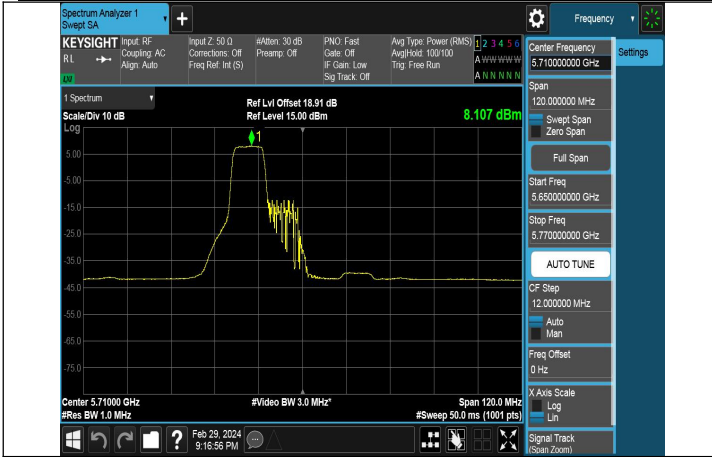 Spectrum Analyzer 1
Swept SA
Frequency
KEYSIGHT
Input: RF
Coupling: AC
Align: Auto
Input Z: 50 Ω
Corrections: Off
Freq Ref: Int (S)
#Atten: 30 dB
Preamp: Off
PNO: Fast
Gate: Off
IF Gain: Low
Sig Track: Off
Avg Type: Power (RMS)
Avg|Hold: 100/100
Trig: Free Run
1 2 3 4 5 6
A W W W W W
A N N N N N
R L
1 Spectrum
Scale/Div 10 dB
Log
Ref Lvl Offset 18.91 dB
Ref Level 15.00 dBm
8.107 dBm
1
5.00
-5.00
-15.0
-25.0
-35.0
-45.0
-55.0
-65.0
-75.0
Center 5.71000 GHz
#Res BW 1.0 MHz
#Video BW 3.0 MHz*
Span 120.0 MHz
#Sweep 50.0 ms (1001 pts)
Feb 29, 2024
9:16:56 PM
?
Center Frequency
5.710000000 GHz
Settings
Span
120.000000 MHz
Swept Span
Zero Span
Full Span
Start Freq
5.650000000 GHz
Stop Freq
5.770000000 GHz
AUTO TUNE
CF Step
12.000000 MHz
Auto
Man
Freq Offset
0 Hz
X Axis Scale
Log
Lin
Signal Track
(Span Zoom)